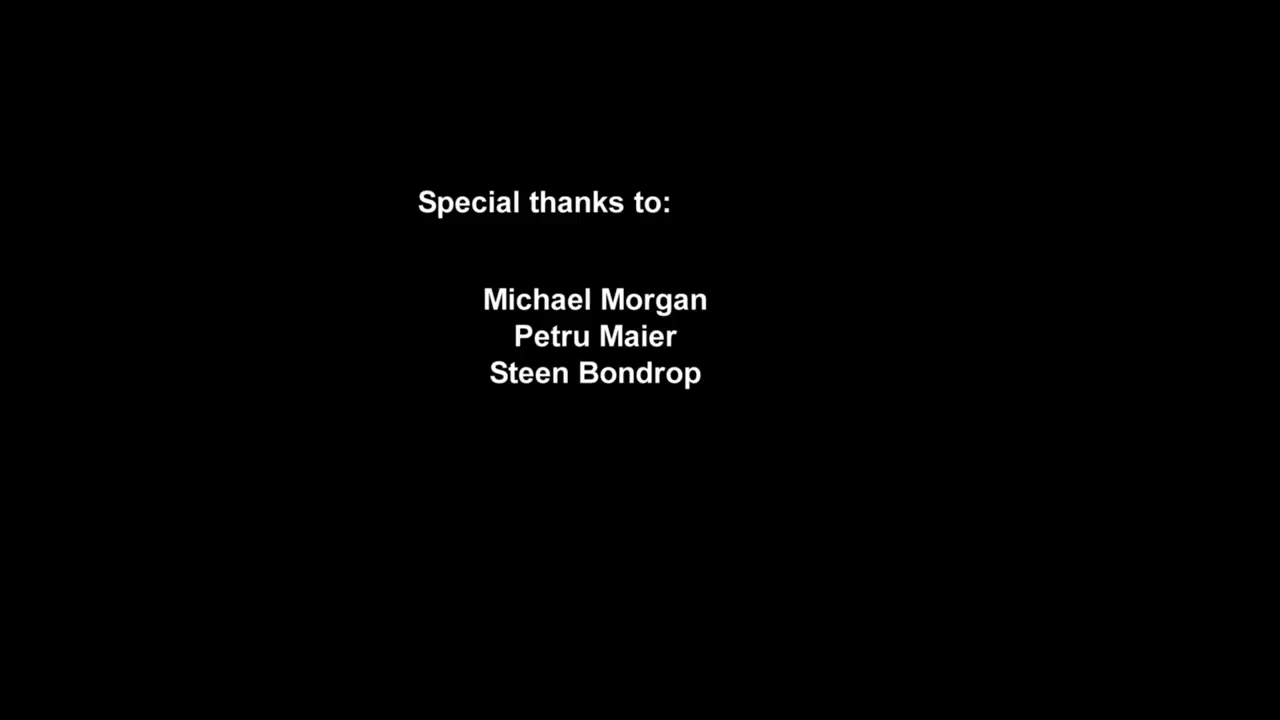 Special thanks to:
Michael Morgan
Petru Maier
Steen Bondrop